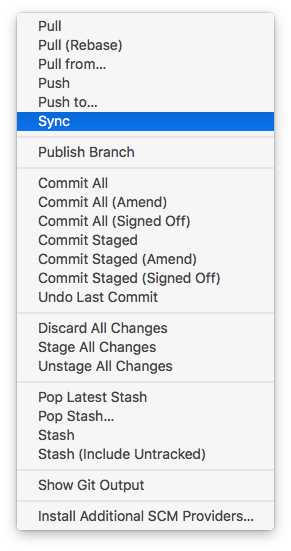 Pull
Pull (Rebase)
Pull from...
Push
Push to...
Sync
Publish Branch
Commit All
Commit All (Amend)
Commit All (Signed Off)
Commit Staged
Commit Staged (Amend)
Commit Staged (Signed Off)
Undo Last Commit
Discard All Changes
Stage All Changes
Unstage All Changes
Pop Latest Stash
Pop Stash...
Stash
Stash (Include Untracked)
Show Git Output
Install Additional SCM Providers...